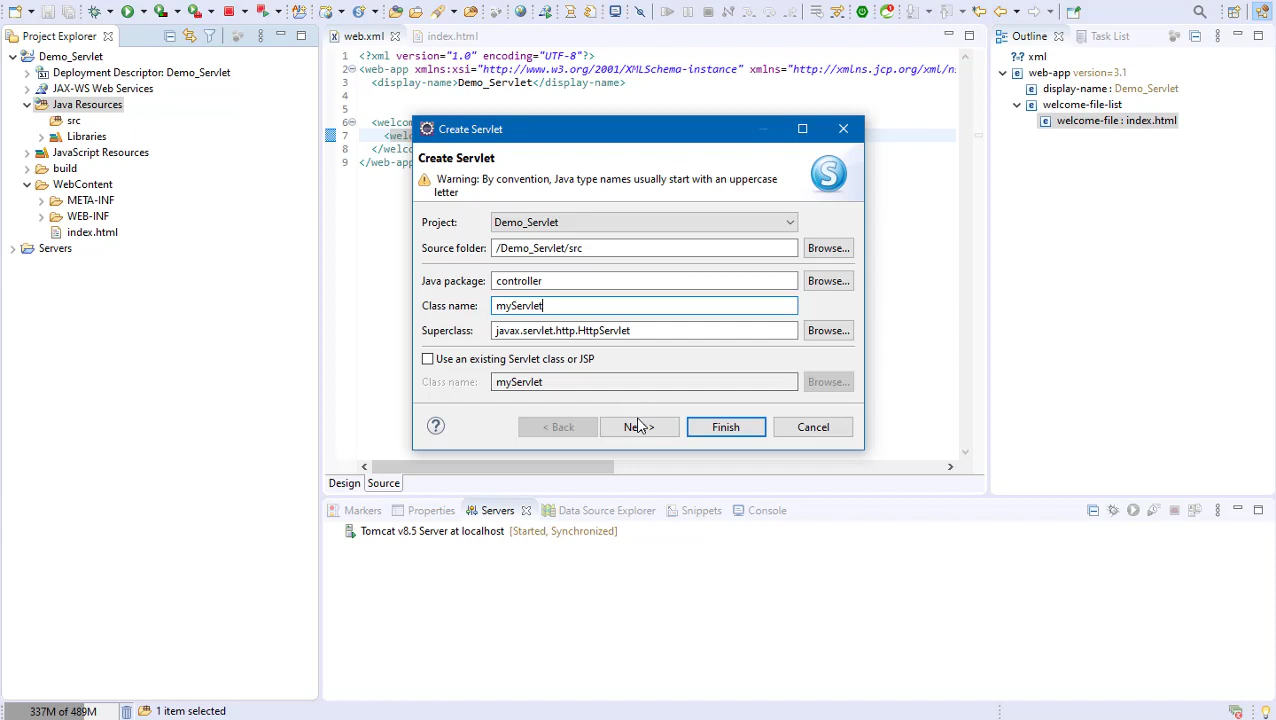 Project Explorer
Demo_Servlet
Deployment Descriptor: Demo_Servlet
JAX-WS Web Services
Java Resources
src
Libraries
JavaScript Resources
build
WebContent
META-INF
WEB-INF
index.html
Servers
web.xml
index.html
1 <?xml version="1.0" encoding="UTF-8"?>
2 <web-app xmlns:xsi="http://www.w3.org/2001/XMLSchema-instance" xmlns="http://xmlns.jcp.org/xml/n
3 <display-name>Demo_Servlet</display-name>
4
5
6 <welcom
7 <welc
8 </welco
9 </web-app
Create Servlet
Create Servlet
Warning: By convention, Java type names usually start with an uppercase
letter
Project: Demo_Servlet
Source folder: /Demo_Servlet/src Browse...
Java package: controller Browse...
Class name: myServlet
Superclass: javax.servlet.http.HttpServlet Browse...
Use an existing Servlet class or JSP
Class name: myServlet Browse...
< Back
Finish
Cancel
Design Source
Outline Task List
xml
web-app version=3.1
display-name : Demo_Servlet
welcome-file-list
welcome-file : index.html
Markers Properties Servers Data Source Explorer Snippets Console
Tomcat v8.5 Server at localhost [Started, Synchronized]
337M of 489M
1 item selected